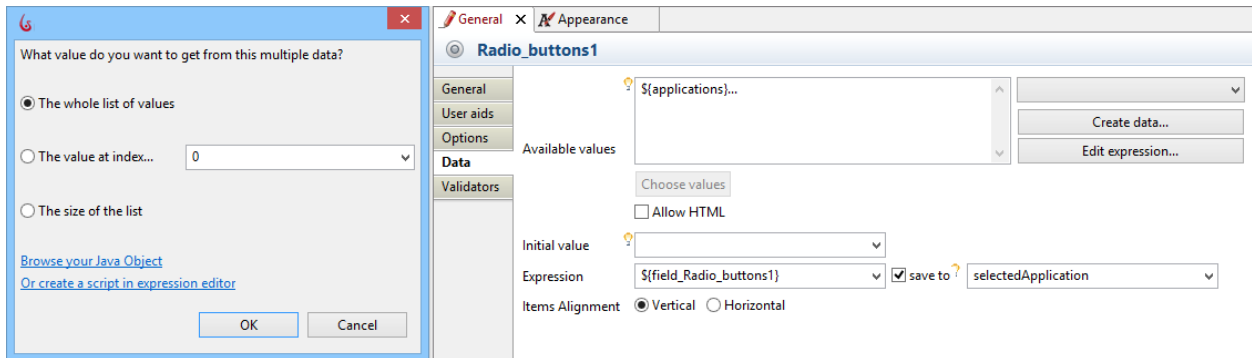 What value do you want to get from this multiple data?
The whole list of values
The value at index...
0
The size of the list
Browse your Java Object
Or create a script in expression editor
OK
Cancel
General
Appearance
Radio_buttons1
General
User aids
Options
Data
Validators
Available values
${applications}...
Create data...
Edit expression...
Choose values
Allow HTML
Initial value
Expression
${field_Radio_buttons1}
save to
selectedApplication
Items Alignment
Vertical
Horizontal